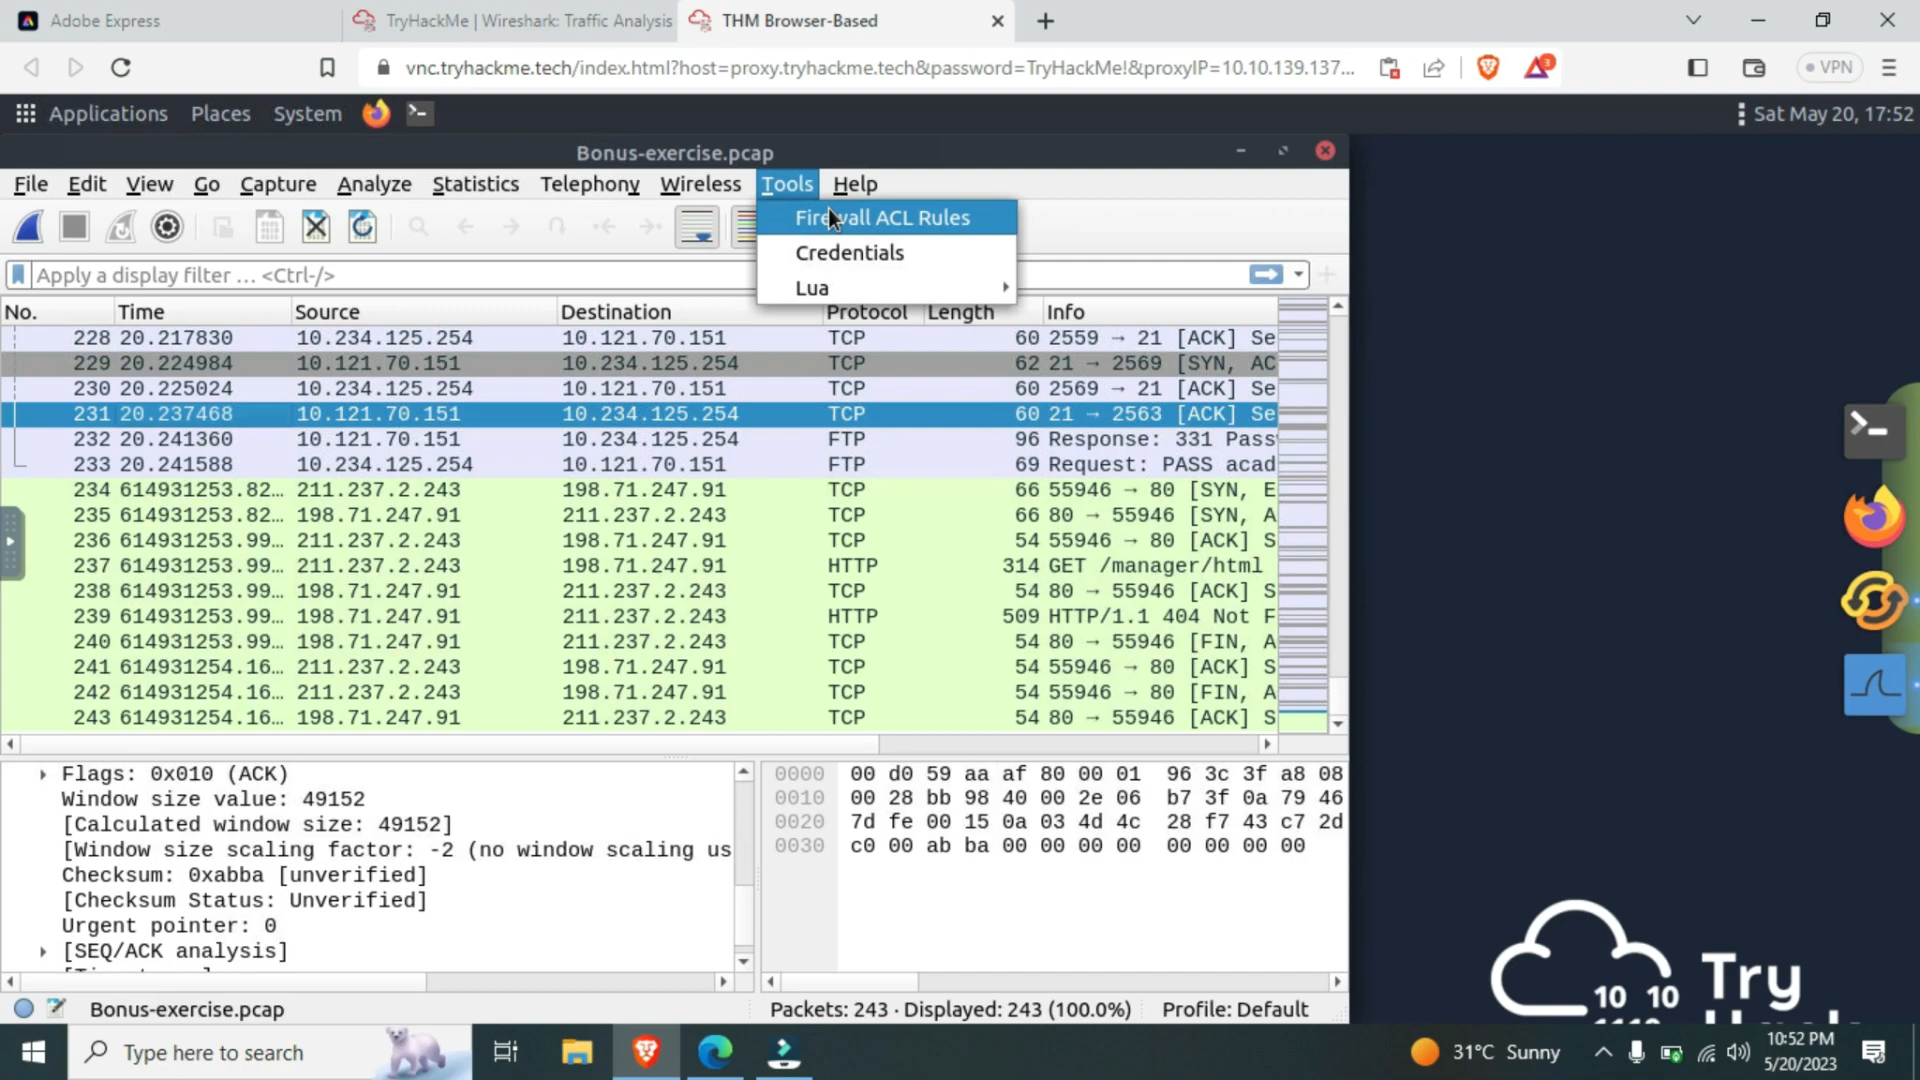 Adobe Express
TryHackMe | Wireshark: Traffic Analysis
THM Browser-Based
vnc.tryhackme.tech/index.html?host=proxy.tryhackme.tech&password=TryHackMe!&proxyIP=10.10.139.137...
3
VPN
Applications Places System
Sat May 20, 17:52
Bonus-exercise.pcap
File Edit View Go Capture Analyze Statistics Telephony Wireless Tools Help
Firewall ACL Rules
Credentials
Lua
Apply a display filter … <Ctrl-/>
No. Time Source Destination Protocol Length Info
228 20.217830 10.234.125.254 10.121.70.151 TCP 60 2559 → 21 [ACK] Se
229 20.224984 10.121.70.151 10.234.125.254 TCP 62 21 → 2569 [SYN, AC
230 20.225024 10.234.125.254 10.121.70.151 TCP 60 2569 → 21 [ACK] Se
231 20.237468 10.121.70.151 10.234.125.254 TCP 60 21 → 2563 [ACK] Se
232 20.241360 10.121.70.151 10.234.125.254 FTP 96 Response: 331 Pass
233 20.241588 10.234.125.254 10.121.70.151 FTP 69 Request: PASS acad
234 614931253.82… 211.237.2.243 198.71.247.91 TCP 66 55946 → 80 [SYN, E
235 614931253.82… 198.71.247.91 211.237.2.243 TCP 66 80 → 55946 [SYN, A
236 614931253.99… 211.237.2.243 198.71.247.91 TCP 54 55946 → 80 [ACK] S
237 614931253.99… 211.237.2.243 198.71.247.91 HTTP 314 GET /manager/html
238 614931253.99… 198.71.247.91 211.237.2.243 TCP 54 80 → 55946 [ACK] S
239 614931253.99… 198.71.247.91 211.237.2.243 HTTP 509 HTTP/1.1 404 Not F
240 614931253.99… 198.71.247.91 211.237.2.243 TCP 54 80 → 55946 [FIN, A
241 614931254.16… 211.237.2.243 198.71.247.91 TCP 54 55946 → 80 [ACK] S
242 614931254.16… 211.237.2.243 198.71.247.91 TCP 54 55946 → 80 [FIN, A
243 614931254.16… 198.71.247.91 211.237.2.243 TCP 54 80 → 55946 [ACK] S
Flags: 0x010 (ACK)
Window size value: 49152
[Calculated window size: 49152]
[Window size scaling factor: -2 (no window scaling us
Checksum: 0xabba [unverified]
[Checksum Status: Unverified]
Urgent pointer: 0
[SEQ/ACK analysis]
0000 00 d0 59 aa af 80 00 01 96 3c 3f a8 08
0010 00 28 bb 98 40 00 2e 06 b7 3f 0a 79 46
0020 7d fe 00 15 0a 03 4d 4c 28 f7 43 c7 2d
0030 c0 00 ab ba 00 00 00 00 00 00 00 00
Bonus-exercise.pcap
Packets: 243 · Displayed: 243 (100.0%)
Profile: Default
10 10
Try
Type here to search
31°C Sunny
10:52 PM
5/20/2023